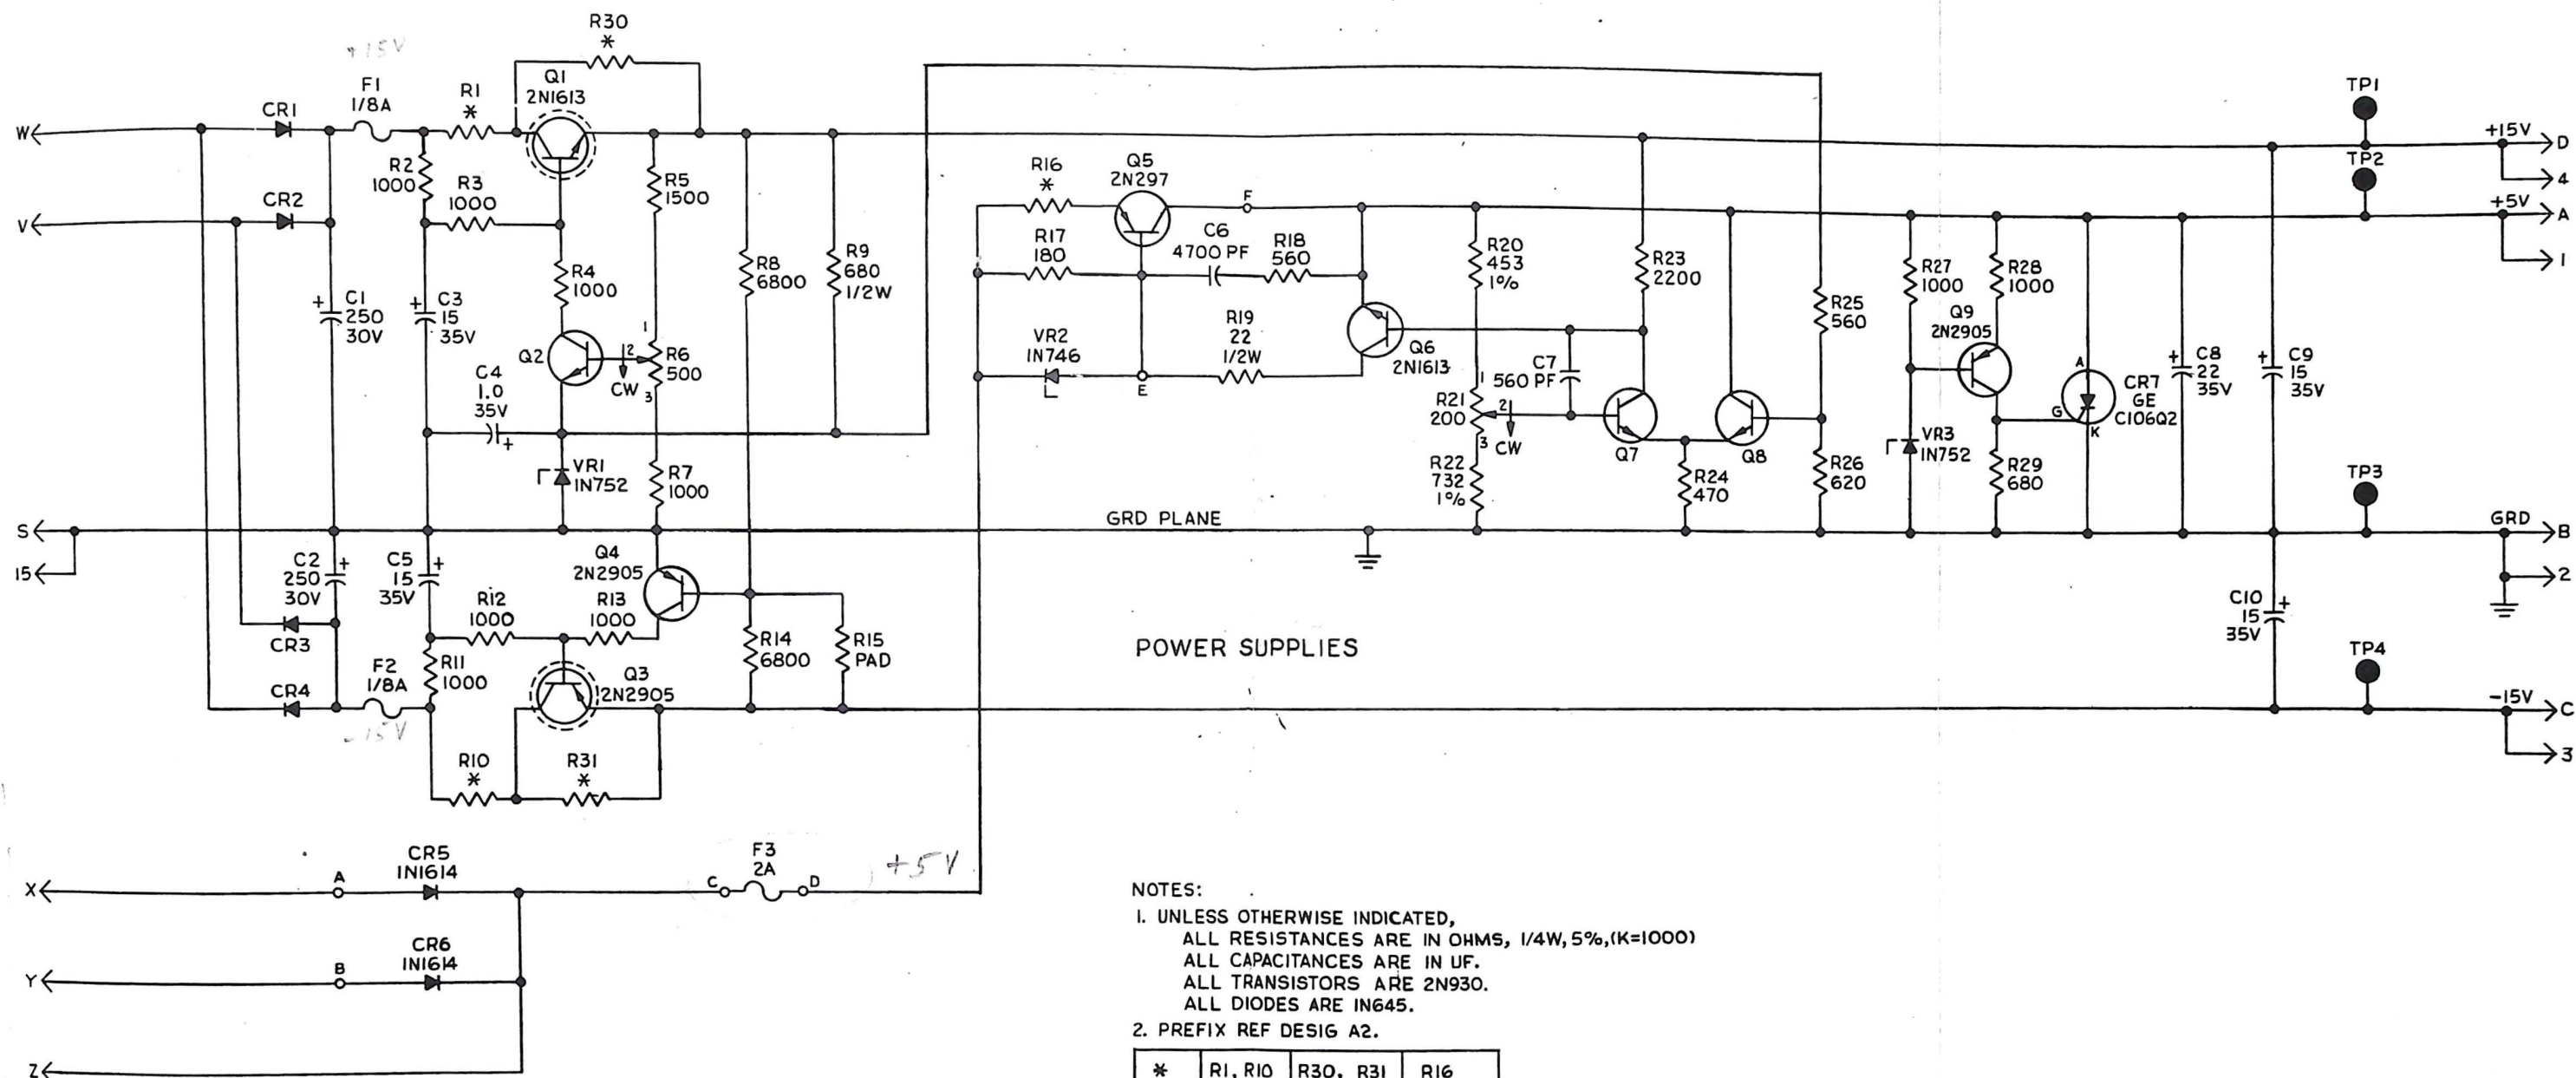 R30
*
+15V
Q1
2N1613
F1
1/8A
R1
*
CR1
W
R2
1000
R3
1000
CR2
V
R5
1500
R4
1000
C1
250
30V
+
C3
15
35V
+
R8
6800
R9
680
1/2W
Q2
1
2
3
CW
R6
500
C4
1.0
35V
+
VR1
1N752
R7
1000
S
15
GRD PLANE
C2
250
30V
+
C5
15
35V
+
Q4
2N2905
R12
1000
R13
1000
CR3
R11
1000
R14
6800
R15
PAD
F2
1/8A
CR4
Q3
2N2905
-15V
R10
*
R31
*
R16
*
Q5
2N297
F
R17
180
C6
4700 PF
R18
560
VR2
1N746
E
R19
22
1/2W
Q6
2N1613
R20
453
1%
R23
2200
C7
560 PF
1
R21
200
2
3
CW
R22
732
1%
Q7
Q8
R24
470
R25
560
R26
620
R27
1000
R28
1000
Q9
2N2905
VR3
1N752
R29
680
A
G
K
CR7
GE
C106Q2
C8
22
35V
+
C9
15
35V
+
TP1
+15V
D
4
TP2
+5V
A
1
TP3
GRD
B
2
C10
15
35V
+
TP4
-15V
C
3
POWER SUPPLIES
X
A
CR5
1N1614
C
F3
2A
D
+5V
Y
B
CR6
1N1614
Z
NOTES:
1. UNLESS OTHERWISE INDICATED,
ALL RESISTANCES ARE IN OHMS, 1/4W, 5%,(K=1000)
ALL CAPACITANCES ARE IN UF.
ALL TRANSISTORS ARE 2N930.
ALL DIODES ARE 1N645.
2. PREFIX REF DESIG A2.
* R1, R10 R30, R31 R16